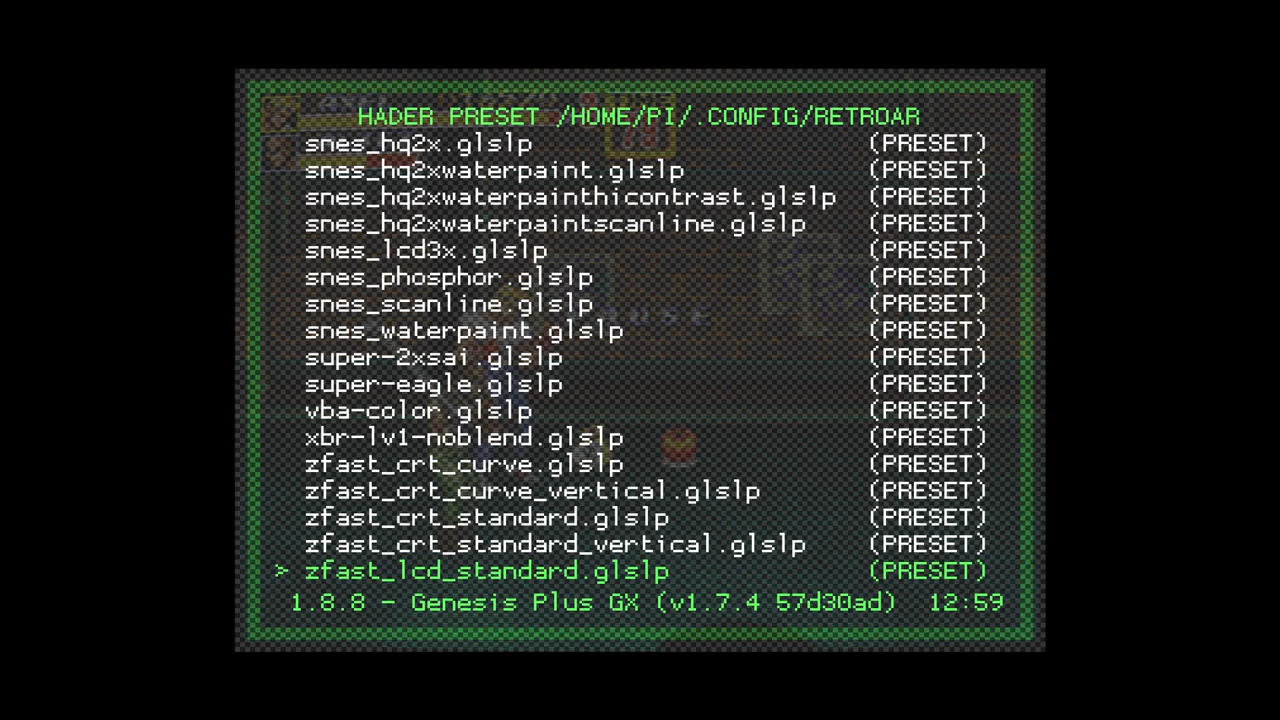 HADER PRESET /HOME/PI/.CONFIG/RETROAR
snes_hq2x.glslp (PRESET)
snes_hq2xwaterpaint.glslp (PRESET)
snes_hq2xwaterpainthicontrast.glslp (PRESET)
snes_hq2xwaterpaintscanline.glslp (PRESET)
snes_lcd3x.glslp (PRESET)
snes_phosphor.glslp (PRESET)
snes_scanline.glslp (PRESET)
snes_waterpaint.glslp (PRESET)
super-2xsai.glslp (PRESET)
super-eagle.glslp (PRESET)
vba-color.glslp (PRESET)
xbr-lv1-noblend.glslp (PRESET)
zfast_crt_curve.glslp (PRESET)
zfast_crt_curve_vertical.glslp (PRESET)
zfast_crt_standard.glslp (PRESET)
zfast_crt_standard_vertical.glslp (PRESET)
> zfast_lcd_standard.glslp (PRESET)
1.8.8 - Genesis Plus GX (v1.7.4 57d30ad) 12:59